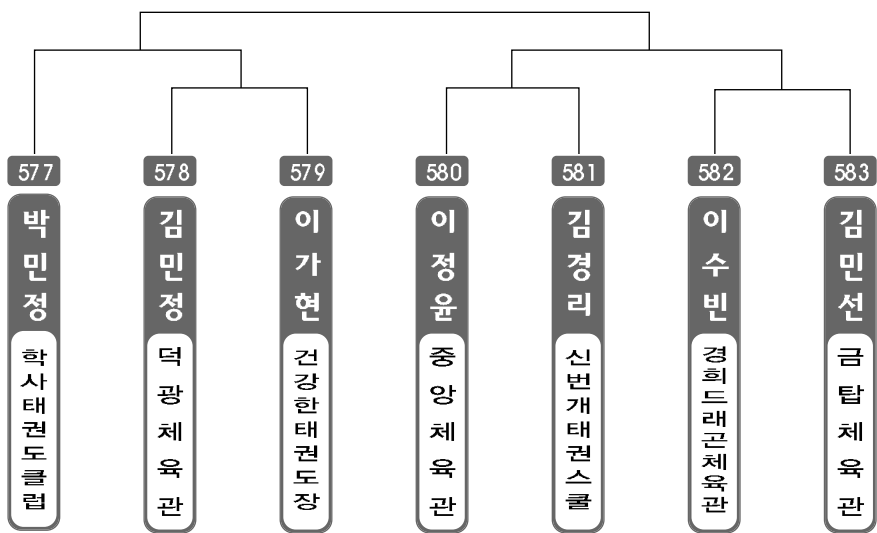 577
박민정
학사태권도클럽
578
김민정
덕광체육관
579
이가현
건강한태권도장
580
이정윤
중앙체육관
581
김경리
신번개태권스쿨
582
이수빈
경희드래곤체육관
583
김민선
금탑체육관